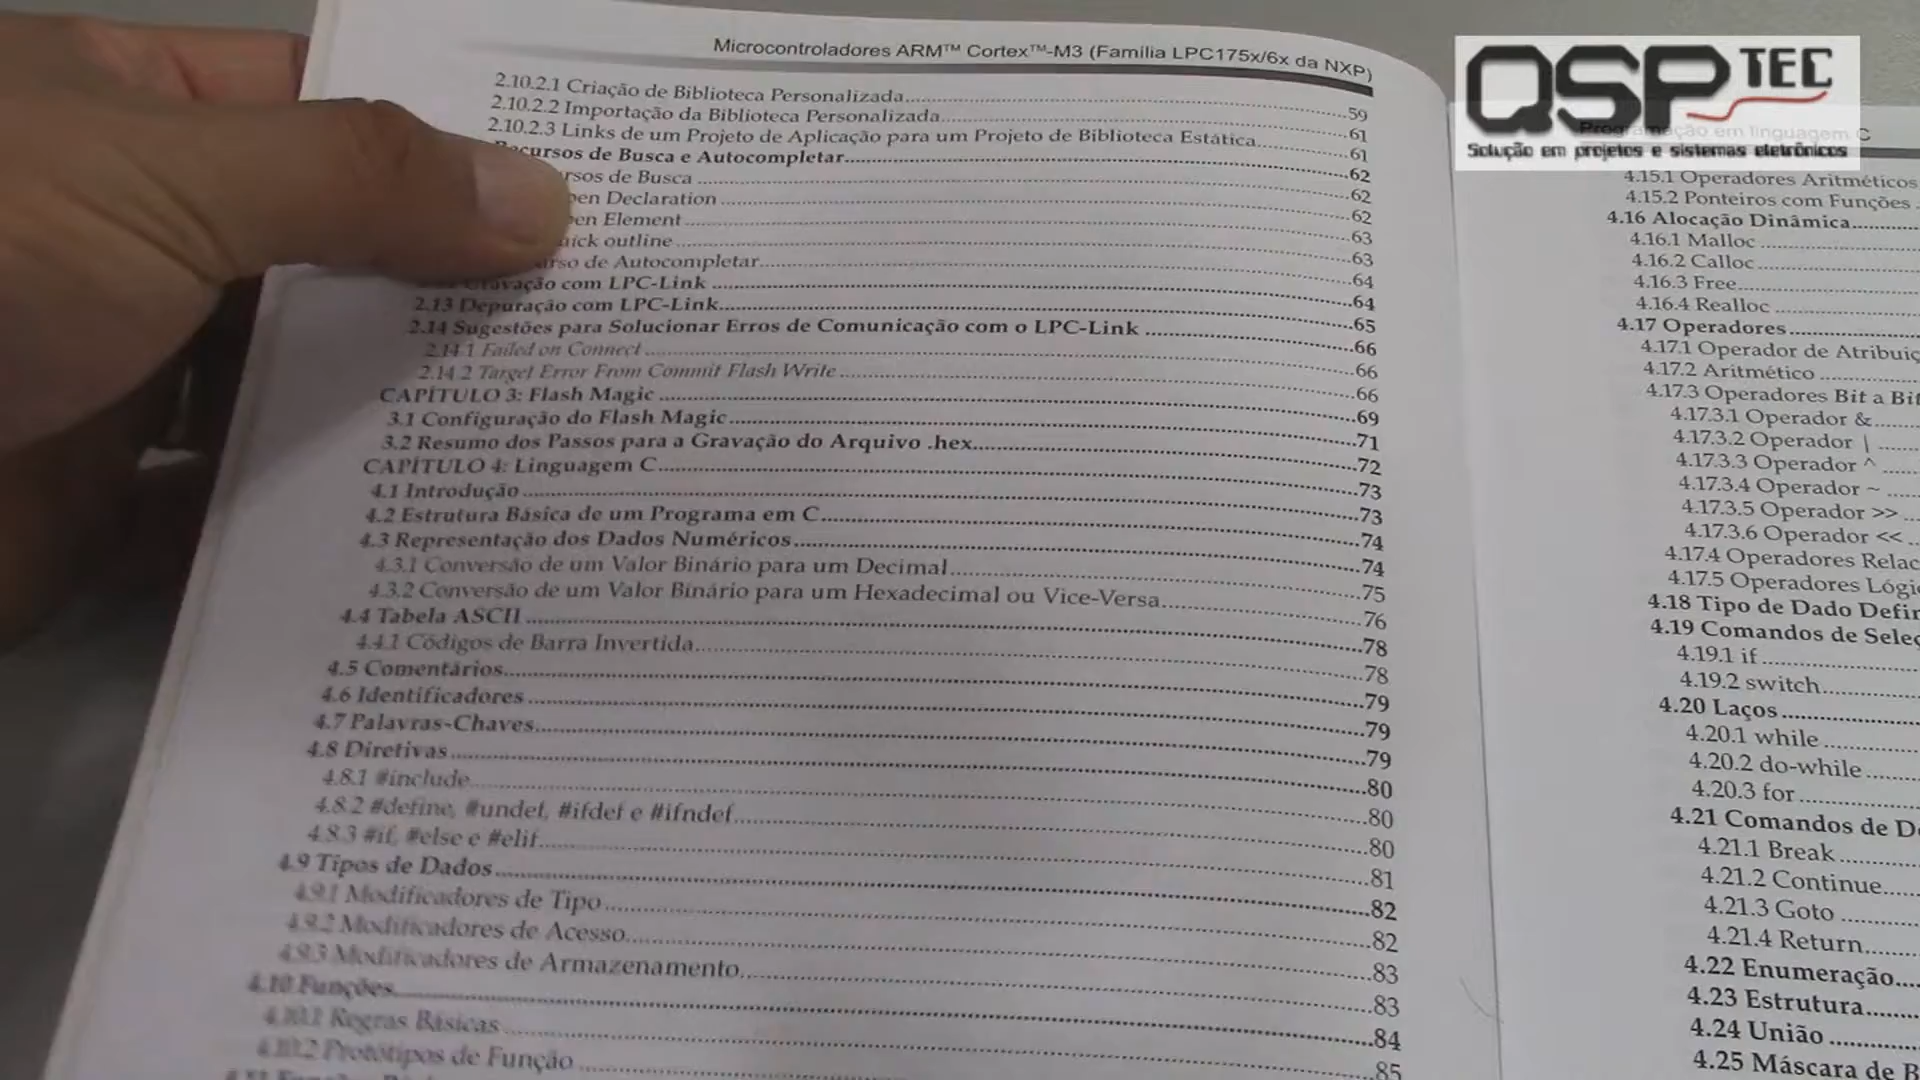 Microcontroladores ARM™ Cortex™-M3 (Família LPC175x/6x da NXP)
2.10.2.1 Criação de Biblioteca Personalizada 59
2.10.2.2 Importação da Biblioteca Personalizada 61
2.10.2.3 Links de um Projeto de Aplicação para um Projeto de Biblioteca Estática 61
Recursos de Busca e Autocompletar 62
de Busca 62
Declaration 62
Element 63
outline 63
de Autocompletar 64
Gravação com LPC-Link 64
2.13 Depuração com LPC-Link 65
2.14 Sugestões para Solucionar Erros de Comunicação com o LPC-Link 66
2.14.1 Failed on Connect 66
2.14.2 Target Error From Commit Flash Write 66
CAPÍTULO 3: Flash Magic 69
3.1 Configuração do Flash Magic 71
3.2 Resumo dos Passos para a Gravação do Arquivo .hex 72
CAPÍTULO 4: Linguagem C 73
4.1 Introdução 73
4.2 Estrutura Básica de um Programa em C 74
4.3 Representação dos Dados Numéricos 74
4.3.1 Conversão de um Valor Binário para um Decimal 75
4.3.2 Conversão de um Valor Binário para um Hexadecimal ou Vice-Versa 76
4.4 Tabela ASCII 78
4.4.1 Códigos de Barra Invertida 78
4.5 Comentários 79
4.6 Identificadores 79
4.7 Palavras-Chaves 79
4.8 Diretivas 80
4.8.1 #include 80
4.8.2 #define, #undef, #ifdef e #ifndef 80
4.8.3 #if, #else e #elif 81
4.9 Tipos de Dados 82
4.9.1 Modificadores de Tipo 82
4.9.2 Modificadores de Acesso 83
4.9.3 Modificadores de Armazenamento 83
4.10 Funções 84
4.10.1 Regras Básicas 85
4.10.2 Protótipos de Função
QSP TEC
Solução em projetos e sistemas eletrônicos
Programação em linguagem C
4.15.1 Operadores Aritméticos
4.15.2 Ponteiros com Funções
4.16 Alocação Dinâmica
4.16.1 Malloc
4.16.2 Calloc
4.16.3 Free
4.16.4 Realloc
4.17 Operadores
4.17.1 Operador de Atribuiç
4.17.2 Aritmético
4.17.3 Operadores Bit a Bit
4.17.3.1 Operador &
4.17.3.2 Operador |
4.17.3.3 Operador ^
4.17.3.4 Operador ~
4.17.3.5 Operador >>
4.17.3.6 Operador <<
4.17.4 Operadores Relac
4.17.5 Operadores Lógi
4.18 Tipo de Dado Defin
4.19 Comandos de Seleç
4.19.1 if
4.19.2 switch
4.20 Laços
4.20.1 while
4.20.2 do-while
4.20.3 for
4.21 Comandos de D
4.21.1 Break
4.21.2 Continue
4.21.3 Goto
4.21.4 Return
4.22 Enumeração
4.23 Estrutura
4.24 União
4.25 Máscara de B